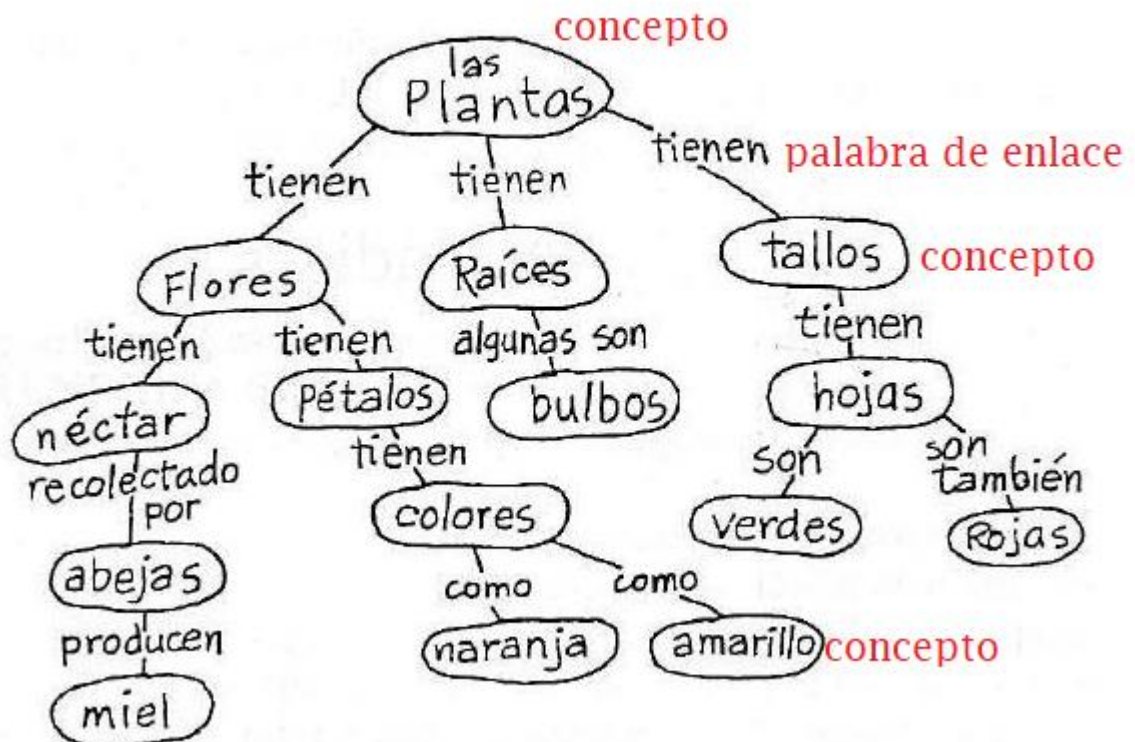 concepto
las
Plantas
tienen
tienen
tienen palabra de enlace
Flores
Raíces
tallos concepto
tienen
tienen
algunas son
tienen
néctar
Pétalos
bulbos
hojas
recolectado
por
tienen
son
son
también
colores
verdes
Rojas
abejas
como
como
producen
naranja
amarillo concepto
miel